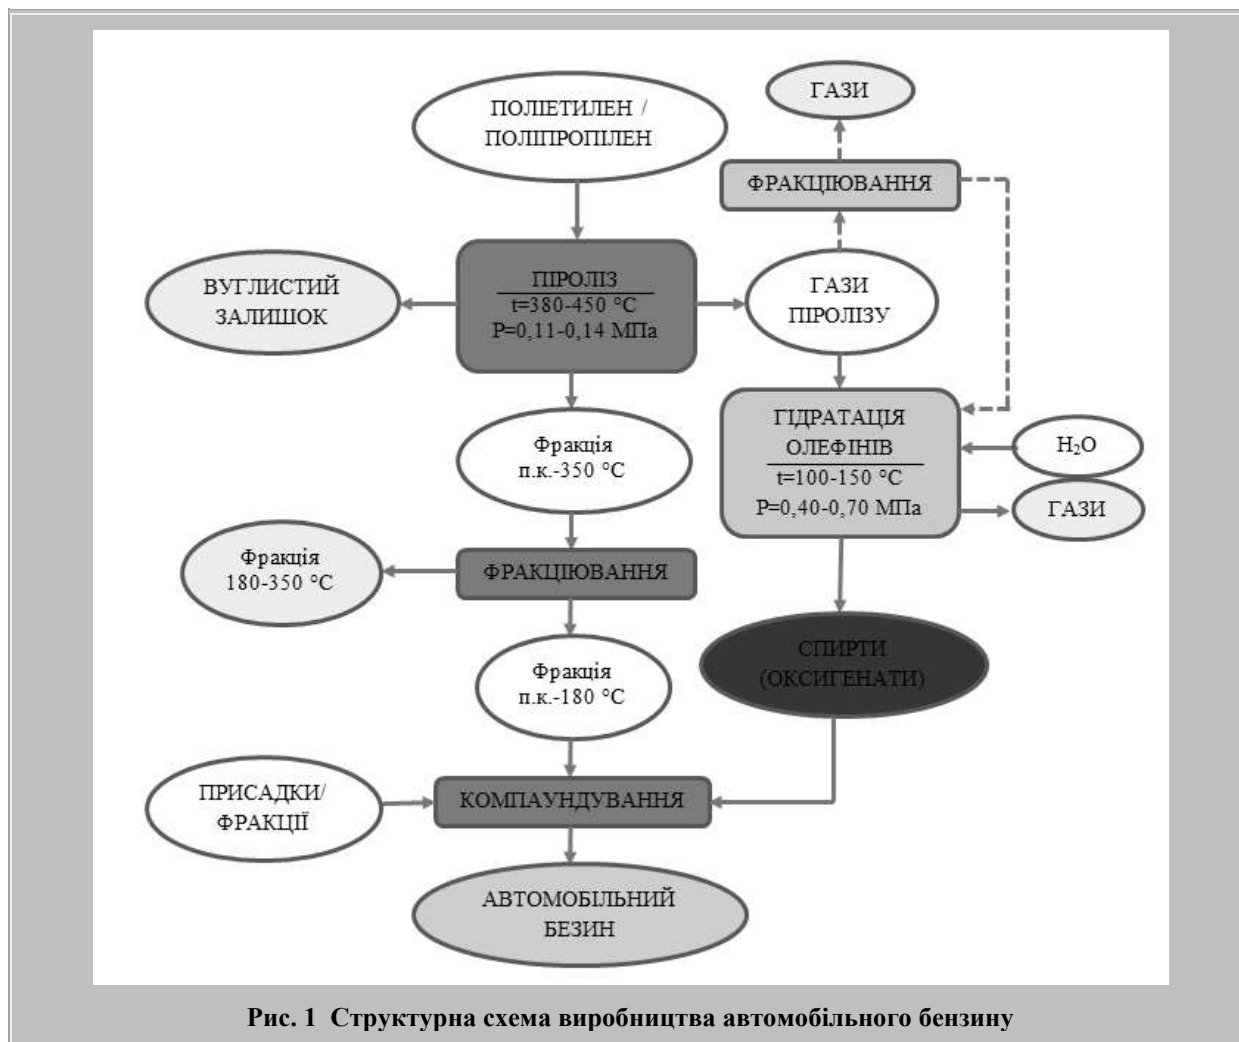 ПОЛІЕТИЛЕН /
ПОЛІПРОПІЛЕН
ГАЗИ
ФРАКЦІЮВАННЯ
ВУГЛИСТИЙ
ЗАЛИШОК
ПІРОЛІЗ
t=380-450 °C
P=0,11-0,14 МПа
ГАЗИ
ПІРОЛІЗУ
Фракція
п.к.-350 °C
ГІДРАТАЦІЯ
ОЛЕФІНІВ
t=100-150 °C
P=0,40-0,70 МПа
H₂O
ГАЗИ
Фракція
180-350 °C
ФРАКЦІЮВАННЯ
Фракція
п.к.-180 °C
СПИРТИ
(ОКСИГЕНАТИ)
ПРИСАДКИ/
ФРАКЦІЇ
КОМПАУНДУВАННЯ
АВТОМОБІЛЬНИЙ
БЕЗИН
Рис. 1 Структурна схема виробництва автомобільного бензину